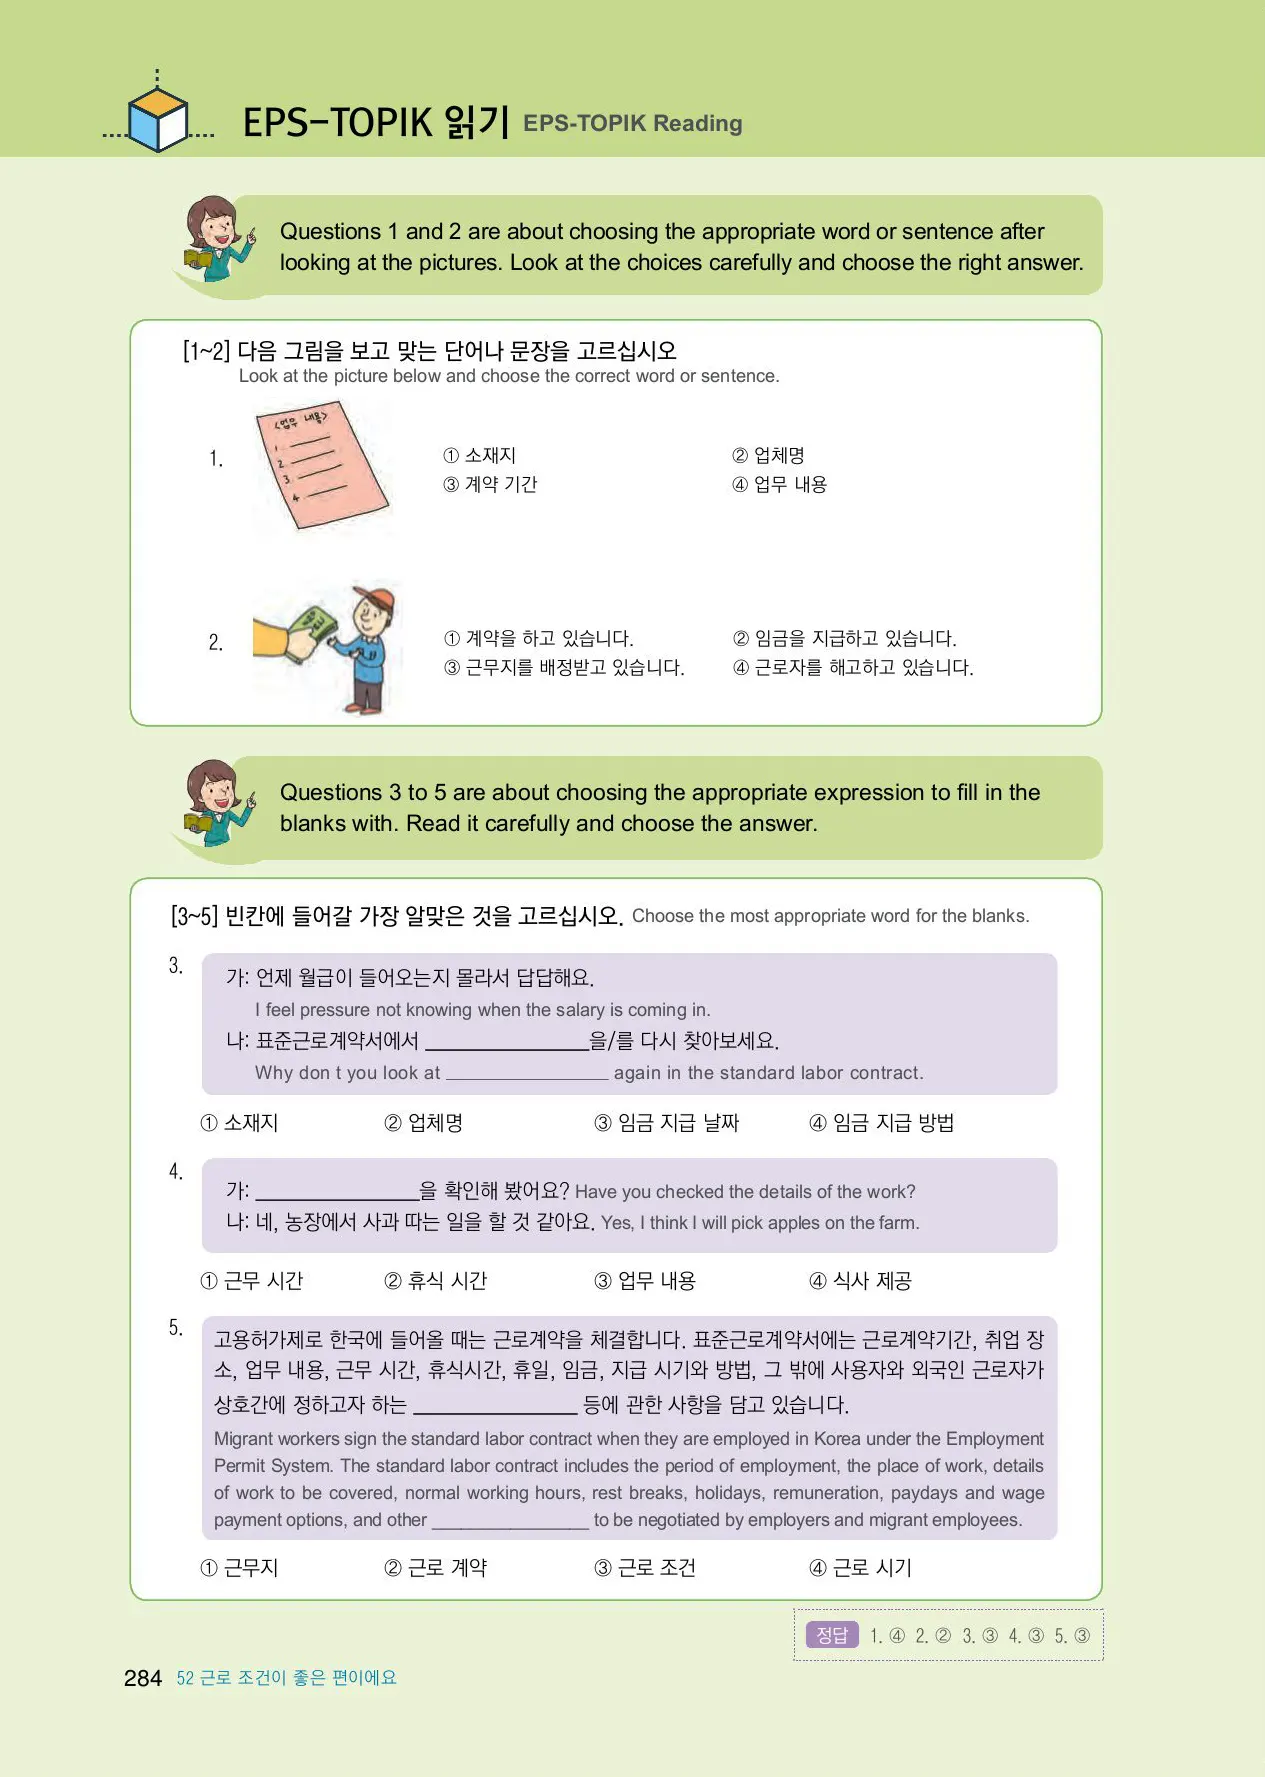 EPS-TOPIK 읽기 EPS-TOPIK Reading
Questions 1 and 2 are about choosing the appropriate word or sentence after
looking at the pictures. Look at the choices carefully and choose the right answer.
[1~2] 다음 그림을 보고 맞는 단어나 문장을 고르십시오
Look at the picture below and choose the correct word or sentence.
<업무 내용>
1
2
3
4
1.
① 소재지 ② 업체명
③ 계약 기간 ④ 업무 내용
2.
① 계약을 하고 있습니다. ② 임금을 지급하고 있습니다.
③ 근무지를 배정받고 있습니다. ④ 근로자를 해고하고 있습니다.
Questions 3 to 5 are about choosing the appropriate expression to fill in the
blanks with. Read it carefully and choose the answer.
[3~5] 빈칸에 들어갈 가장 알맞은 것을 고르십시오. Choose the most appropriate word for the blanks.
3.
가: 언제 월급이 들어오는지 몰라서 답답해요.
I feel pressure not knowing when the salary is coming in.
나: 표준근로계약서에서 ________________을/를 다시 찾아보세요.
Why don t you look at ________________ again in the standard labor contract.
① 소재지 ② 업체명 ③ 임금 지급 날짜 ④ 임금 지급 방법
4.
가: ________________을 확인해 봤어요? Have you checked the details of the work?
나: 네, 농장에서 사과 따는 일을 할 것 같아요. Yes, I think I will pick apples on the farm.
① 근무 시간 ② 휴식 시간 ③ 업무 내용 ④ 식사 제공
5.
고용허가제로 한국에 들어올 때는 근로계약을 체결합니다. 표준근로계약서에는 근로계약기간, 취업 장
소, 업무 내용, 근무 시간, 휴식시간, 휴일, 임금, 지급 시기와 방법, 그 밖에 사용자와 외국인 근로자가
상호간에 정하고자 하는 ________________ 등에 관한 사항을 담고 있습니다.
Migrant workers sign the standard labor contract when they are employed in Korea under the Employment
Permit System. The standard labor contract includes the period of employment, the place of work, details
of work to be covered, normal working hours, rest breaks, holidays, remuneration, paydays and wage
payment options, and other ________________ to be negotiated by employers and migrant employees.
① 근무지 ② 근로 계약 ③ 근로 조건 ④ 근로 시기
정답 1. ④ 2. ② 3. ③ 4. ③ 5. ③
284 52 근로 조건이 좋은 편이에요